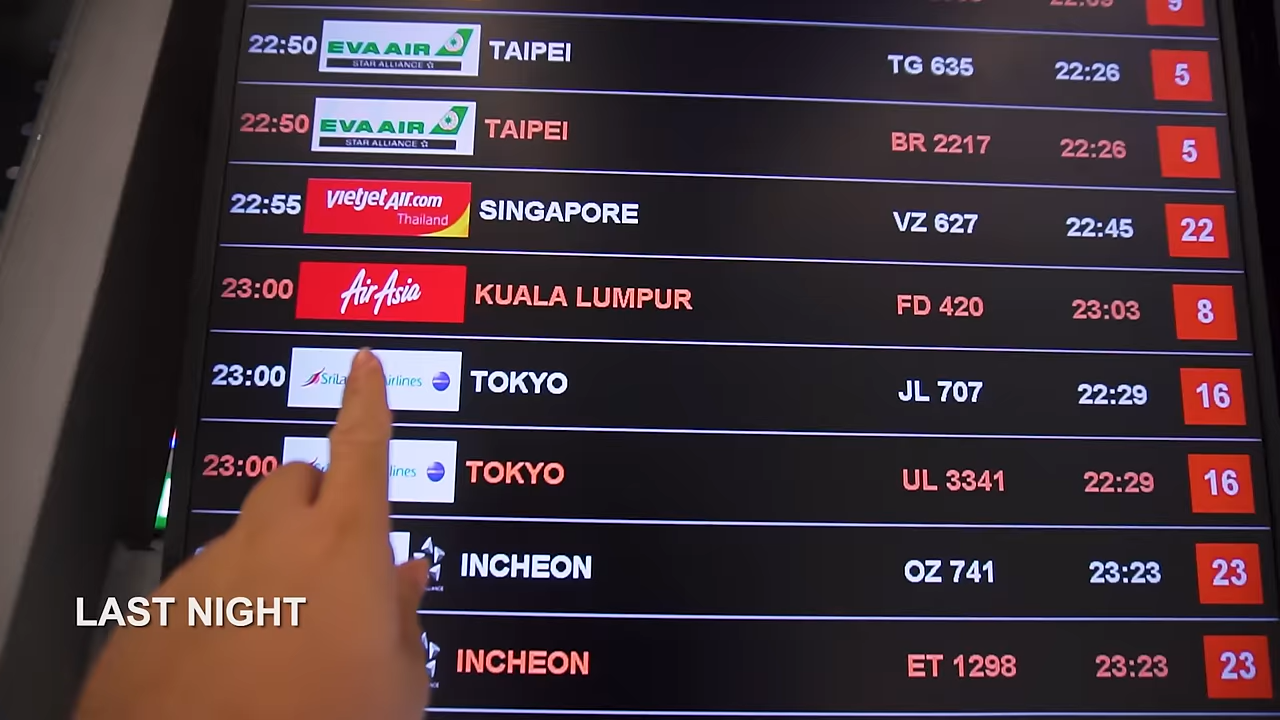 9
22:50 EVA AIR STAR ALLIANCE TAIPEI TG 635 22:26 5
22:50 EVA AIR STAR ALLIANCE TAIPEI BR 2217 22:26 5
22:55 vietjetAir.com Thailand SINGAPORE VZ 627 22:45 22
23:00 AirAsia KUALA LUMPUR FD 420 23:03 8
23:00 TOKYO JL 707 22:29 16
23:00 TOKYO UL 3341 22:29 16
INCHEON OZ 741 23:23 23
LAST NIGHT
INCHEON ET 1298 23:23 23